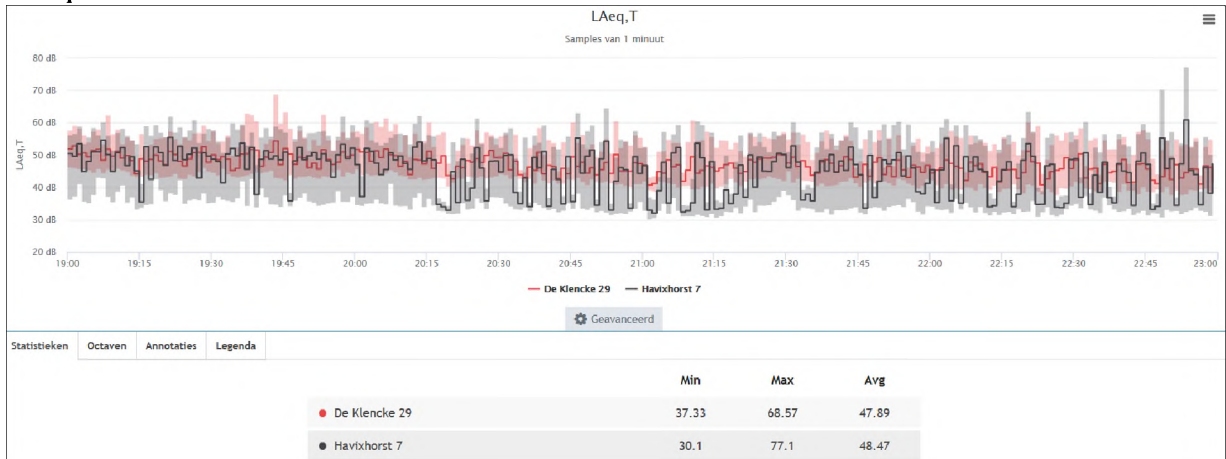 LAeq,T
Samples van 1 minuut
80 dB
70 dB
60 dB
50 dB
40 dB
30 dB
20 dB
LAeq,T
19:00 19:15 19:30 19:45 20:00 20:15 20:30 20:45 21:00 21:15 21:30 21:45 22:00 22:15 22:30 22:45 23:00
De Klencke 29 Havixhorst 7
Geavanceerd
Statistieken Octaven Annotaties Legenda
Min Max Avg
De Klencke 29 37.33 68.57 47.89
Havixhorst 7 30.1 77.1 48.47